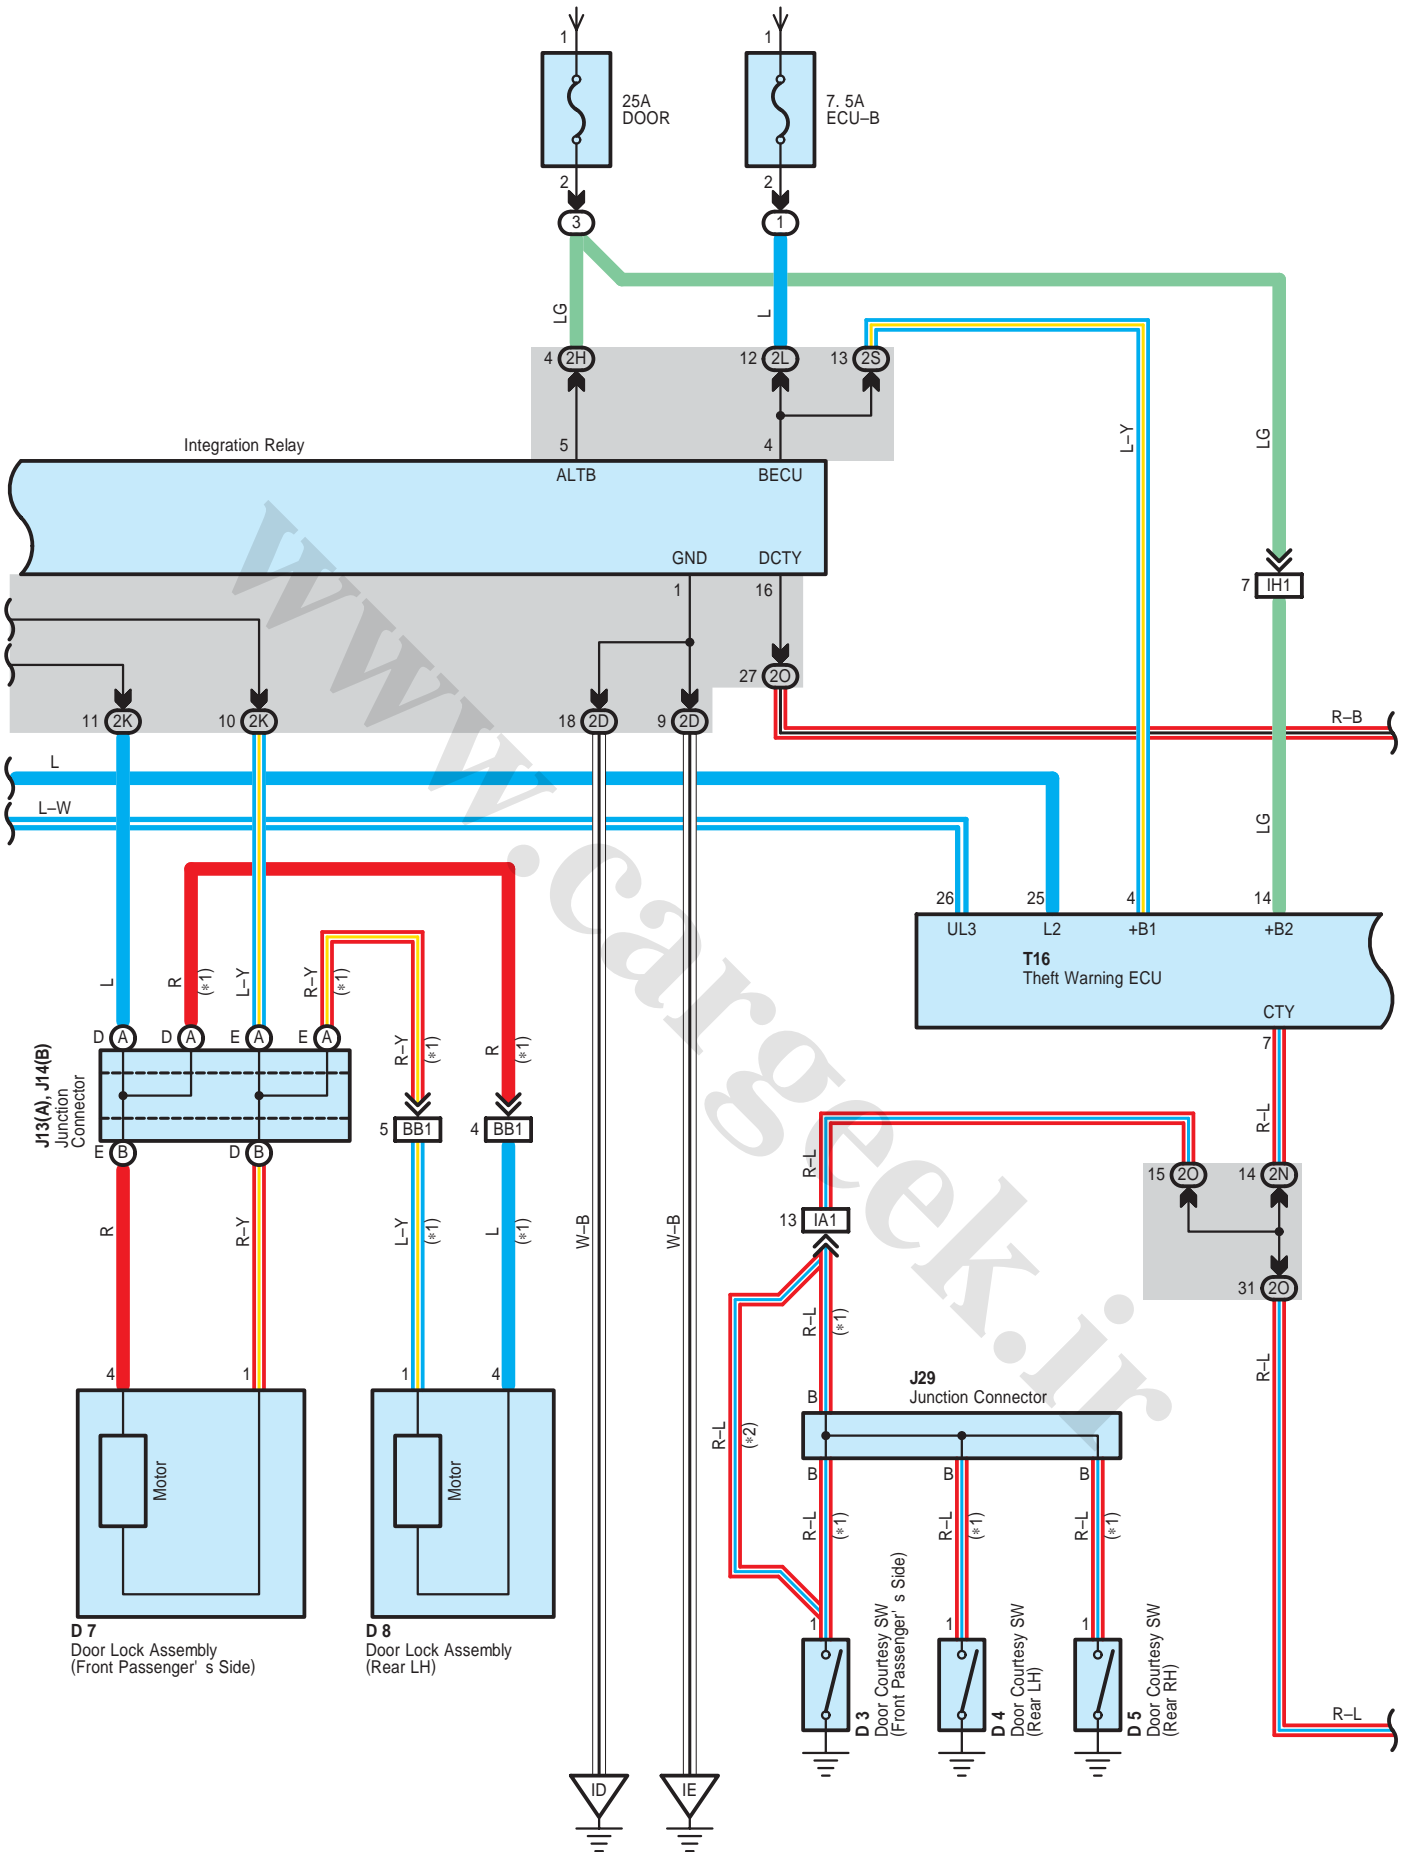 1
1
25A
DOOR
7. 5A
ECU–B
2
2
3
1
LG
L
4 2H
12 2L
13 2S
L–Y
LG
Integration Relay
5
4
ALTB
BECU
GND
DCTY
1
16
7 IH1
27 2O
11 2K
10 2K
18 2D
9 2D
R–B
L
L–W
LG
26
25
4
14
UL3
L2
+B1
+B2
T16
Theft Warning ECU
CTY
7
L
R
(*1)
L–Y
R–Y
(*1)
D A
D A
E A
E A
R–Y
(*1)
R
(*1)
J13(A), J14(B)
Junction
Connector
5 BB1
4 BB1
E B
D B
R–L
R–L
15 2O
14 2N
13 IA1
R
R–Y
L–Y
(*1)
L
(*1)
W–B
W–B
31 2O
R–L
(*1)
R–L
4
1
1
4
J29
Junction Connector
B
R–L
(*2)
Motor
Motor
B
B
B
R–L
(*1)
R–L
(*1)
R–L
(*1)
D 7
Door Lock Assembly
(Front Passenger' s Side)
D 8
Door Lock Assembly
(Rear LH)
1
1
1
D 3
Door Courtesy SW
(Front Passenger' s Side)
D 4
Door Courtesy SW
(Rear LH)
D 5
Door Courtesy SW
(Rear RH)
R–L
ID
IE
www.cargeek.ir